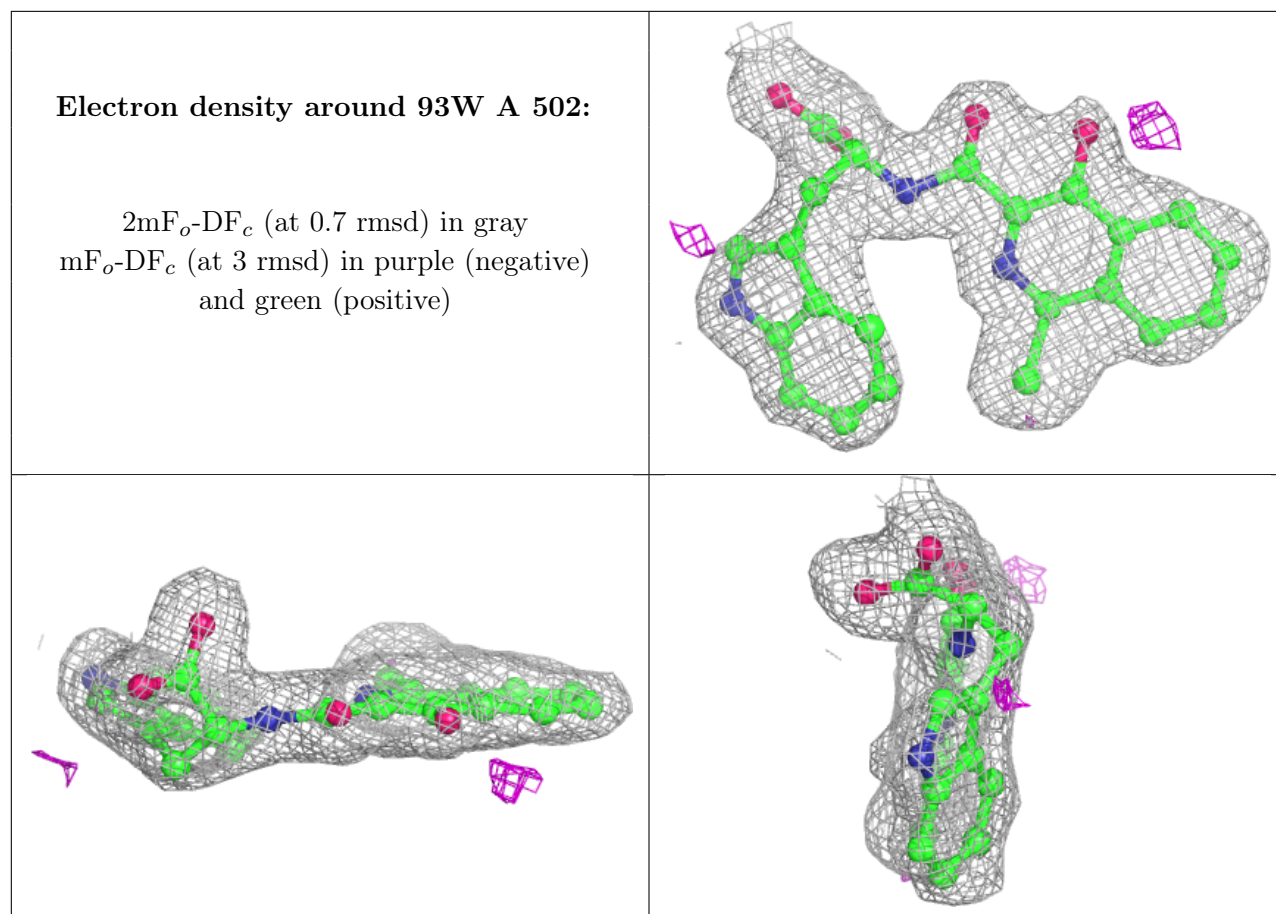 Electron density around 93W A 502:
2mFₒ-DF𝒸 (at 0.7 rmsd) in gray
mFₒ-DF𝒸 (at 3 rmsd) in purple (negative)
and green (positive)